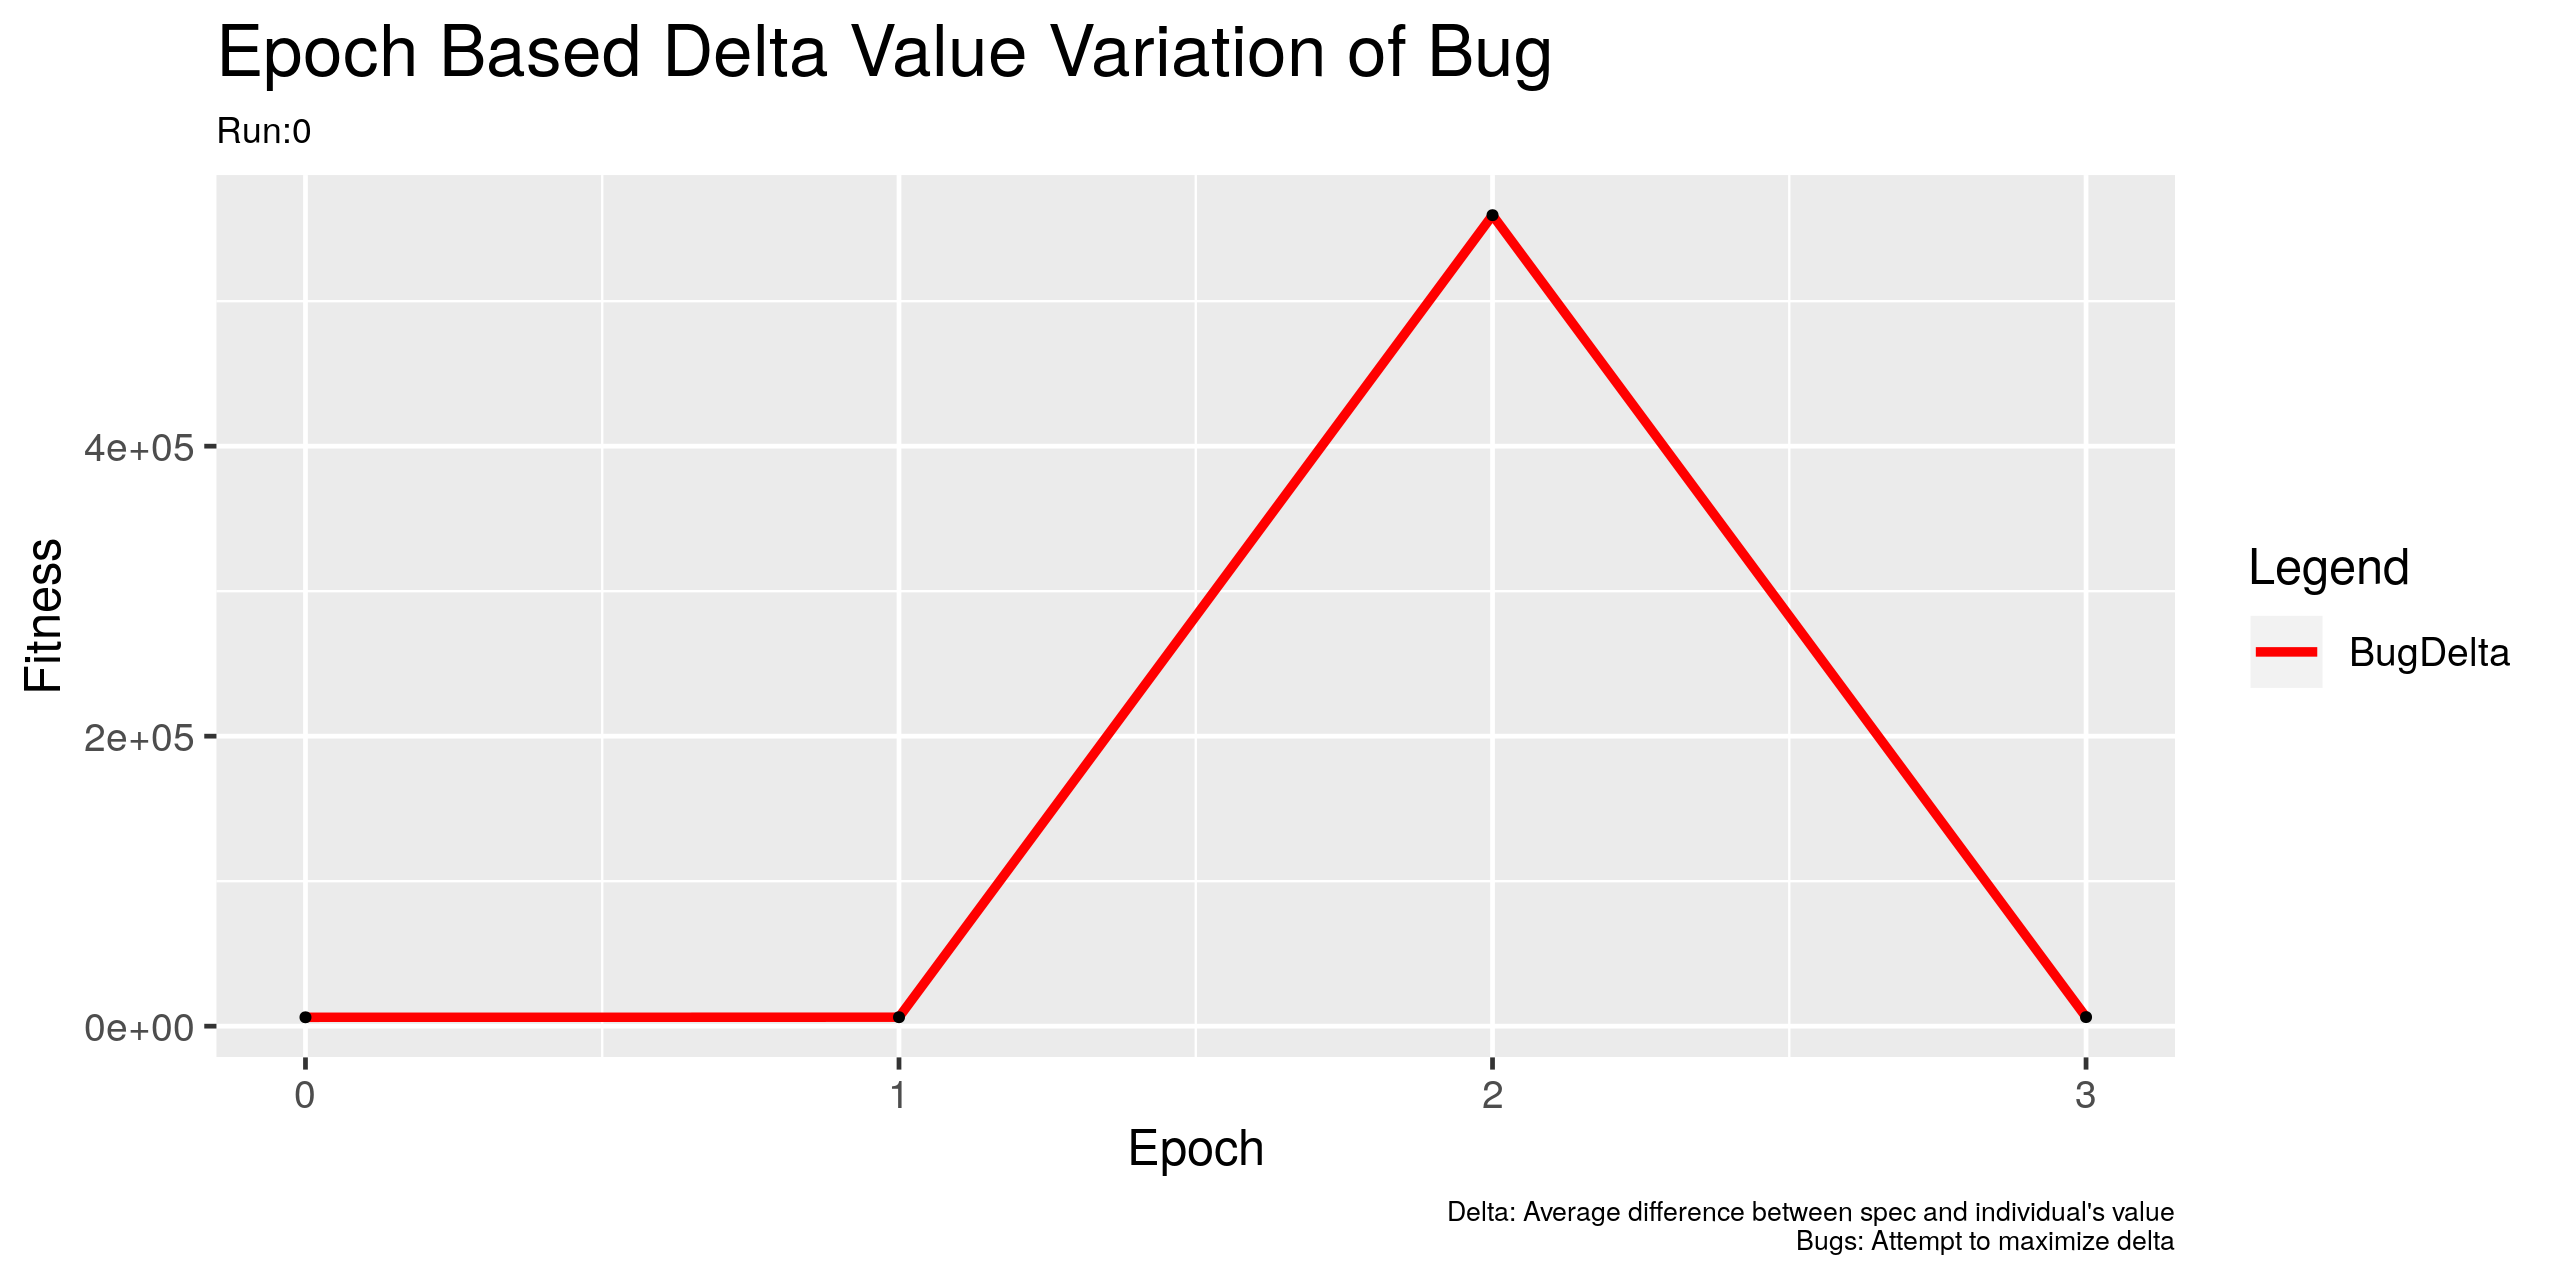 Epoch Based Delta Value Variation of Bug
Run:0
Fitness
4e+05
2e+05
0e+00
0 1 2 3
Epoch
Legend
BugDelta
Delta: Average difference between spec and individual's value
Bugs: Attempt to maximize delta